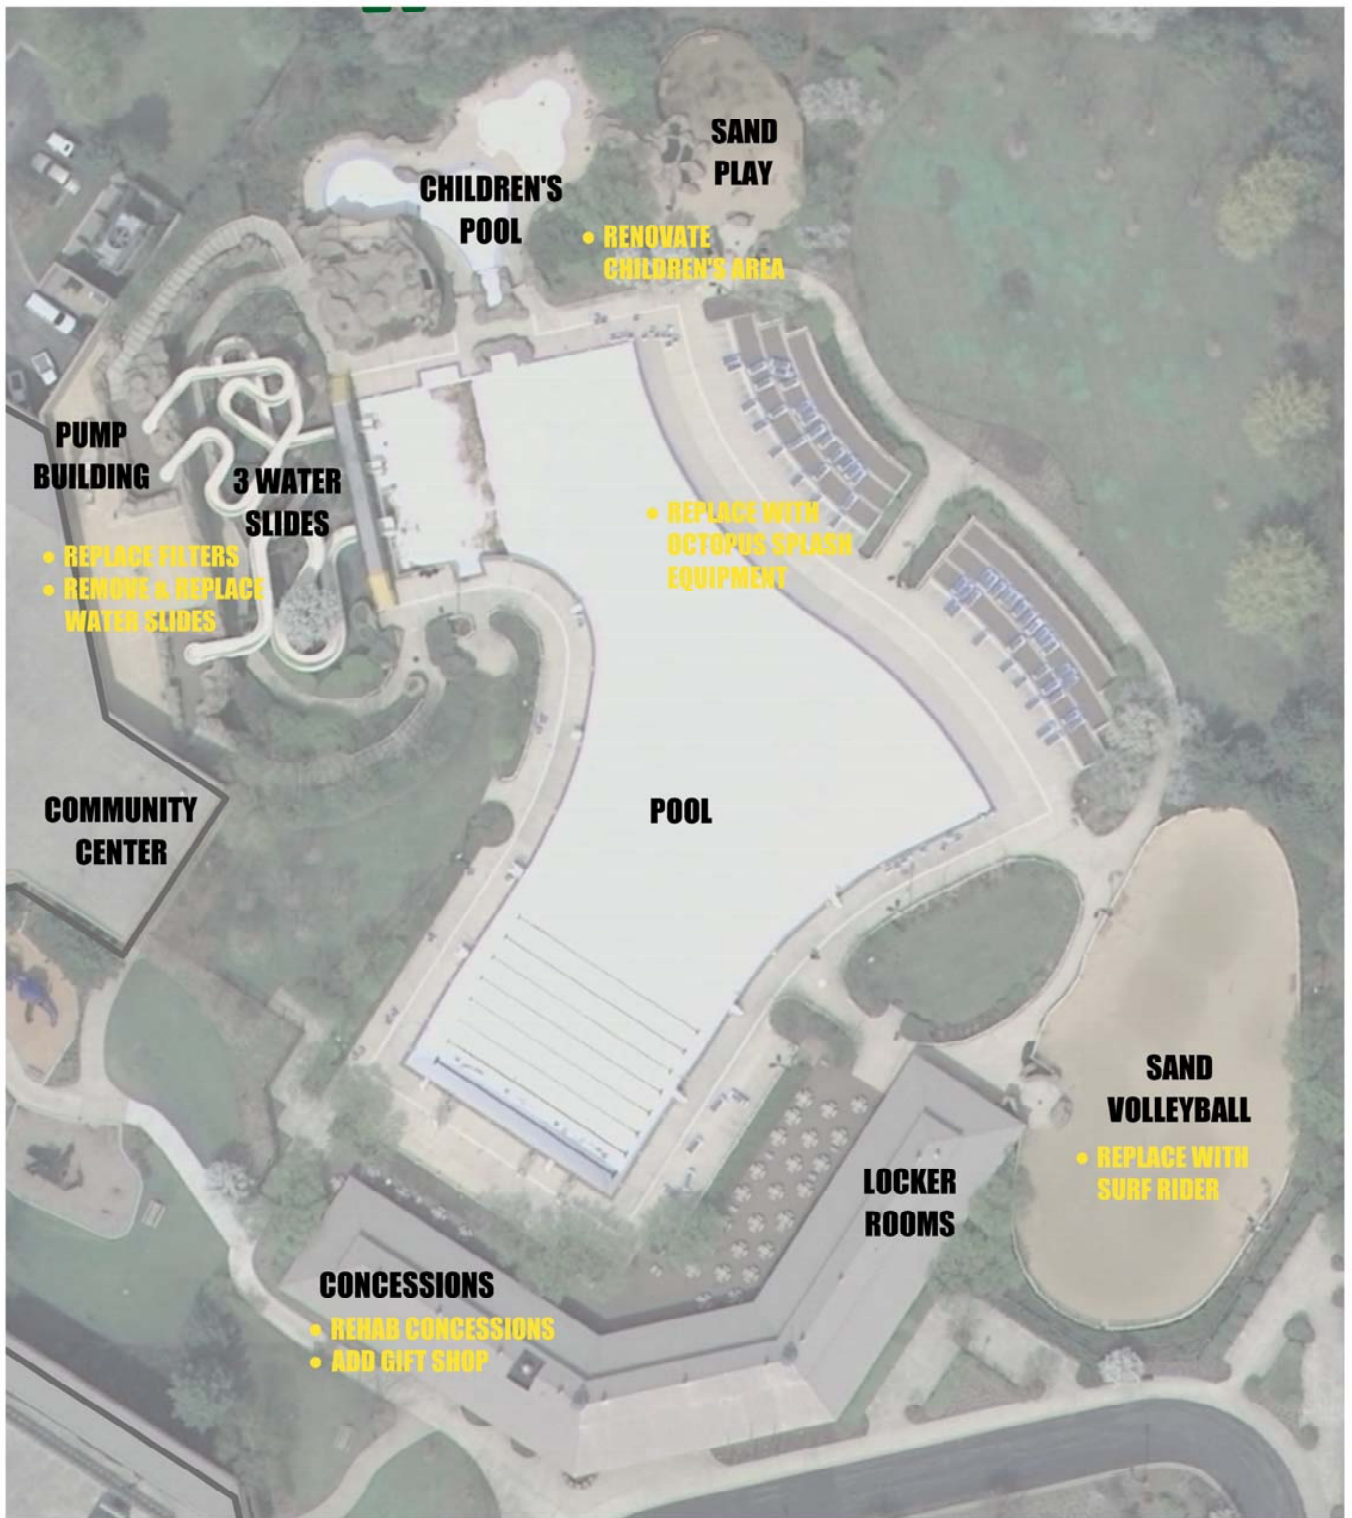 SAND
PLAY
CHILDREN'S
POOL
• RENOVATE
CHILDREN'S AREA
PUMP
BUILDING
3 WATER
SLIDES
• REPLACE FILTERS
• REMOVE & REPLACE
WATER SLIDES
• REPLACE WITH
OCTOPUS SPLASH
EQUIPMENT
COMMUNITY
CENTER
POOL
SAND
VOLLEYBALL
• REPLACE WITH
SURF RIDER
LOCKER
ROOMS
CONCESSIONS
• REHAB CONCESSIONS
• ADD GIFT SHOP